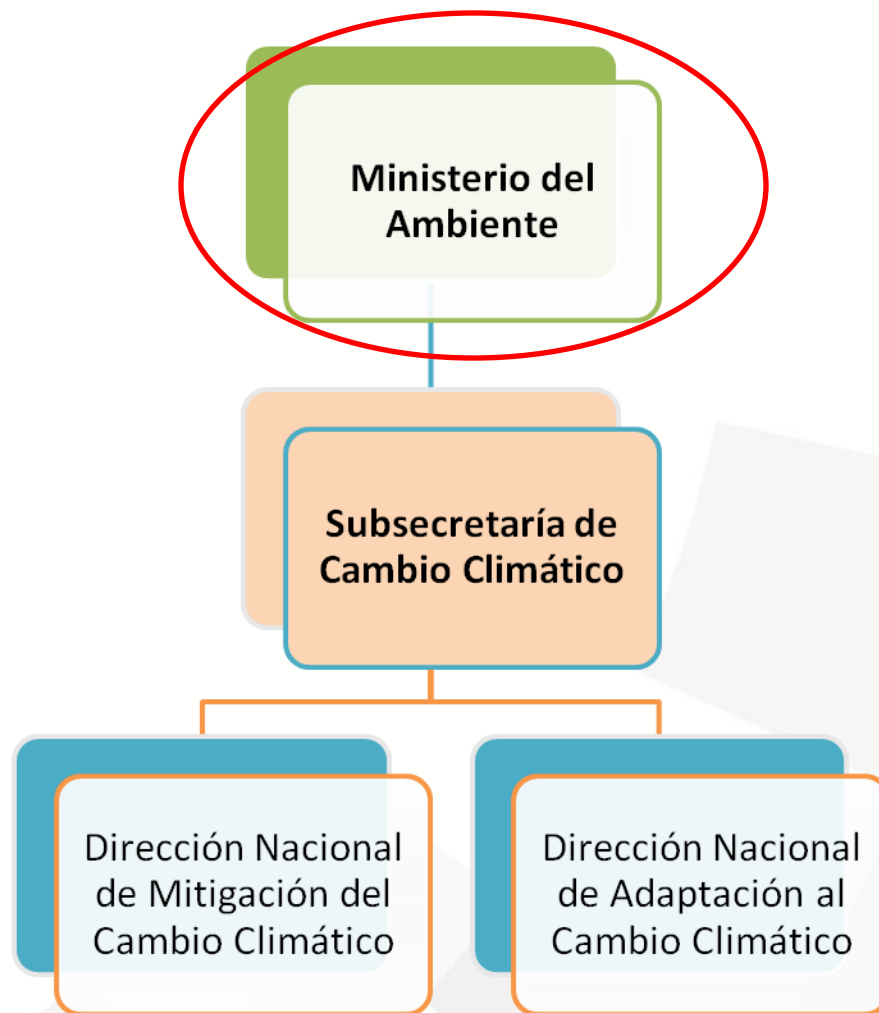 Ministerio del
Ambiente
Subsecretaría de
Cambio Climático
Dirección Nacional
de Mitigación del
Cambio Climático
Dirección Nacional
de Adaptación al
Cambio Climático